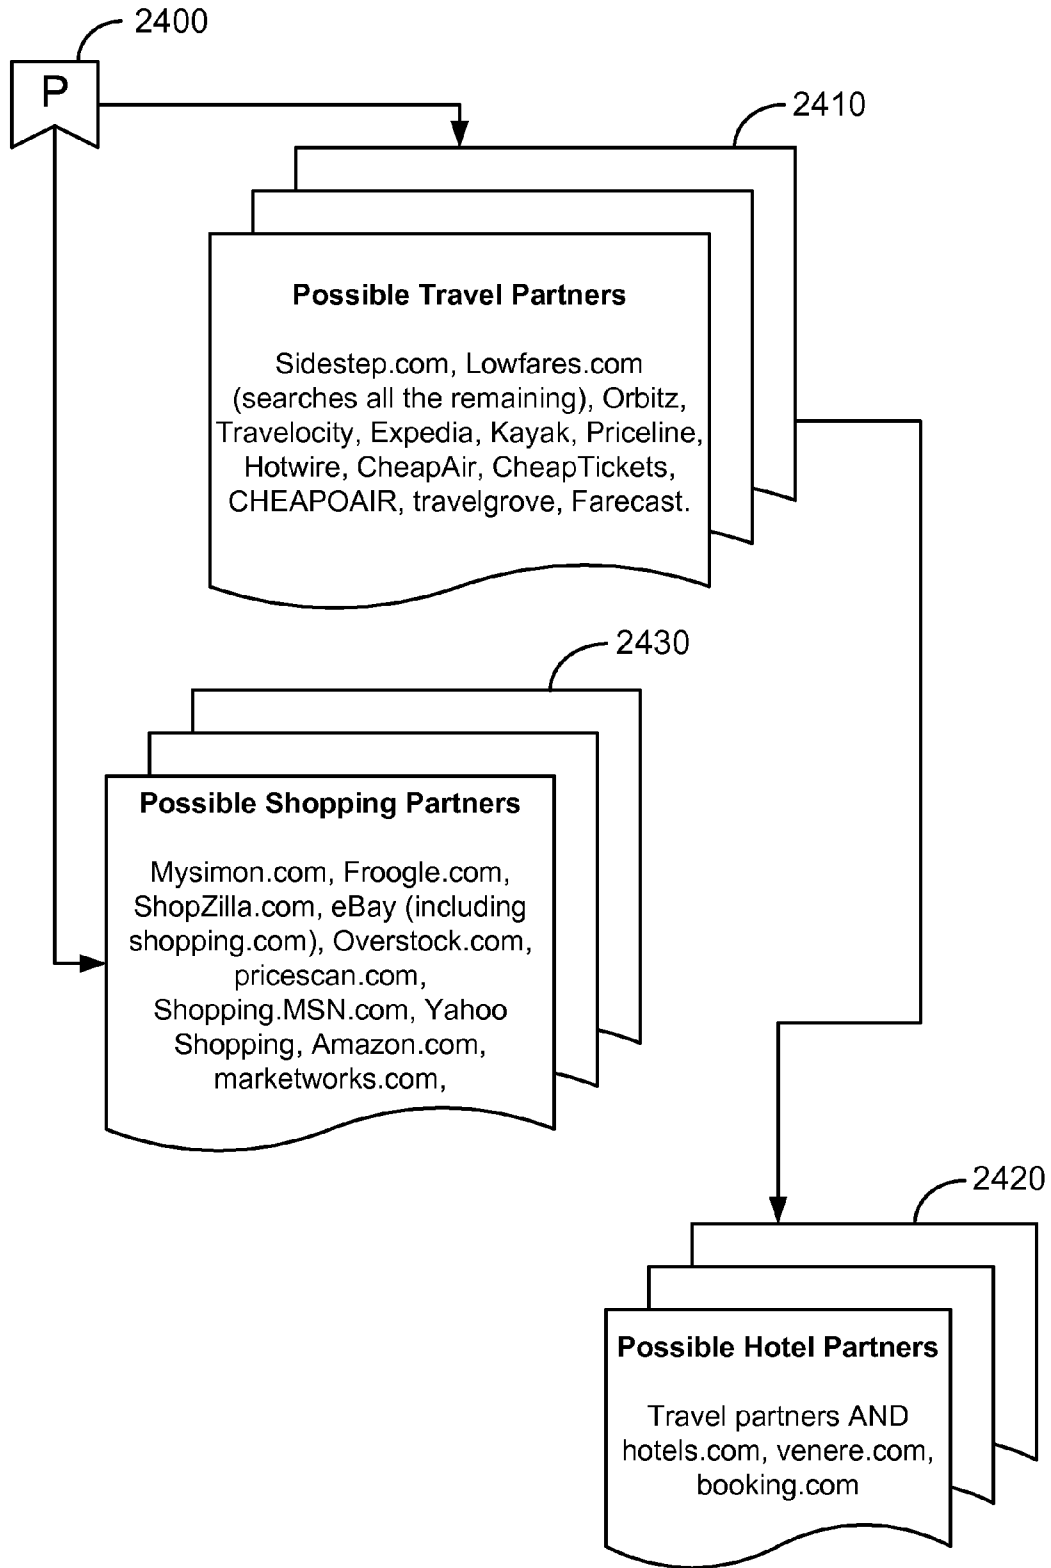 2400
P
2410
Possible Travel Partners
Sidestep.com, Lowfares.com
(searches all the remaining), Orbitz,
Travelocity, Expedia, Kayak, Priceline,
Hotwire, CheapAir, CheapTickets,
CHEAPOAIR, travelgrove, Farecast.
2430
Possible Shopping Partners
Mysimon.com, Froogle.com,
ShopZilla.com, eBay (including
shopping.com), Overstock.com,
pricescan.com,
Shopping.MSN.com, Yahoo
Shopping, Amazon.com,
marketworks.com,
2420
Possible Hotel Partners
Travel partners AND
hotels.com, venere.com,
booking.com